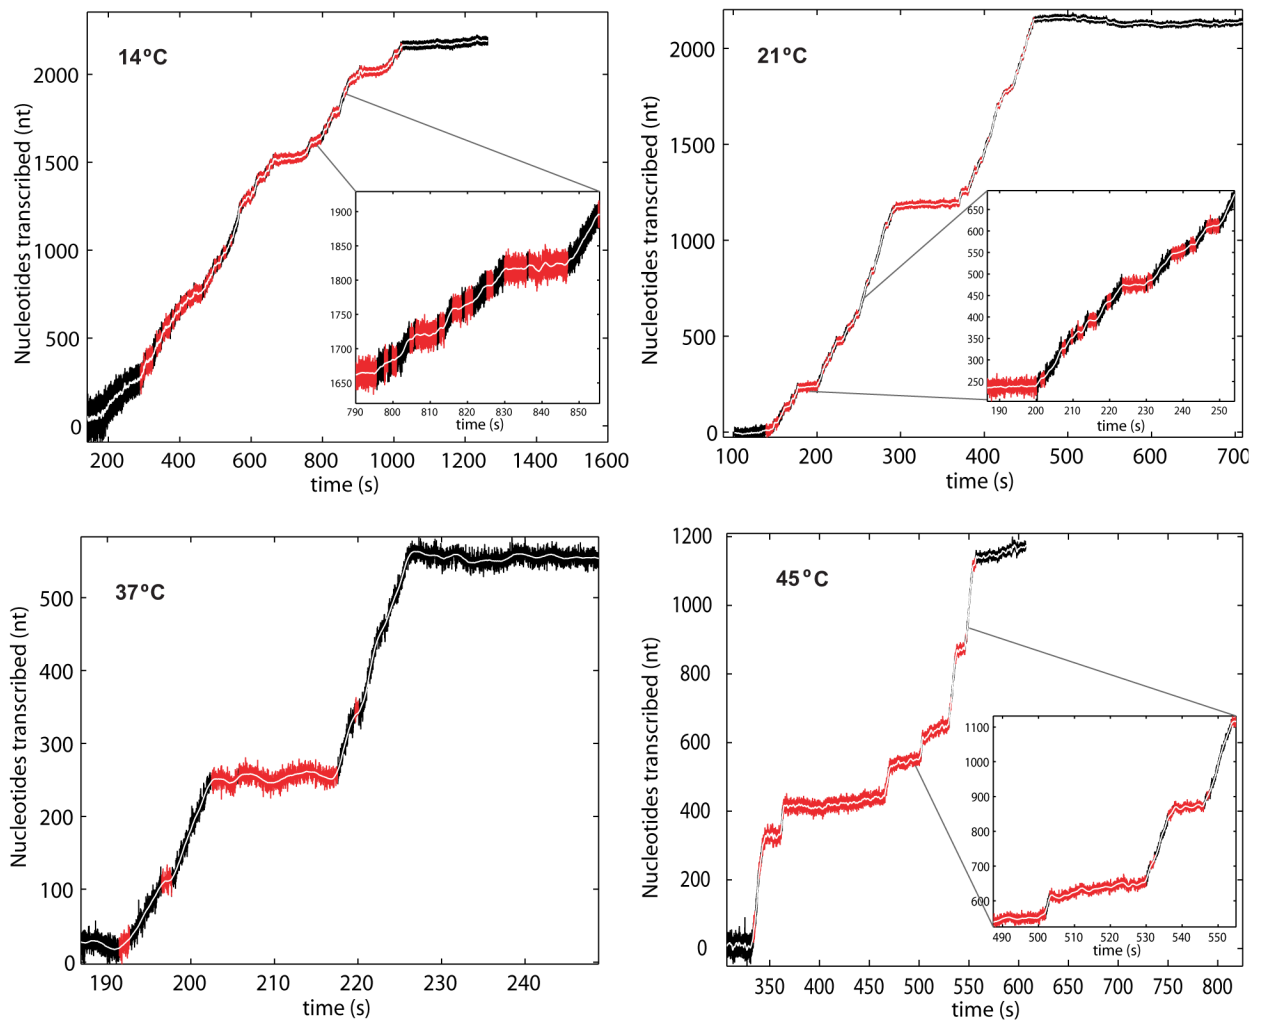 14°C
Nucleotides transcribed (nt)
2000
1500
1000
500
0
200 400 600 800 1000 1200 1400 1600
time (s)
1900
1850
1800
1750
1700
1650
790 800 810 820 830 840 850
time (s)
21°C
Nucleotides transcribed (nt)
2000
1500
1000
500
0
100 200 300 400 500 600 700
time (s)
650
600
550
500
450
400
350
300
250
190 200 210 220 230 240 250
time (s)
37°C
Nucleotides transcribed (nt)
500
400
300
200
100
0
190 200 210 220 230 240
time (s)
45°C
Nucleotides transcribed (nt)
1200
1000
800
600
400
200
0
350 400 450 500 550 600 650 700 750 800
time (s)
1100
1000
900
800
700
600
490 500 510 520 530 540 550
time (s)